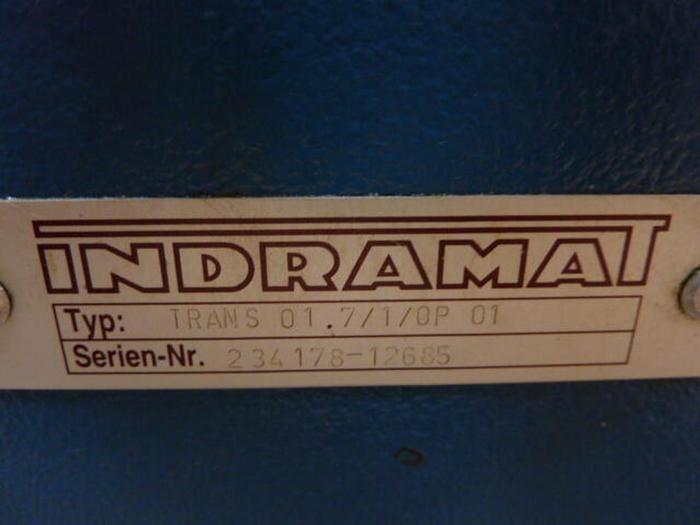 INDRAMAT
Typ: TRANS 01.7/1/0P 01
Serien-Nr. 234178-12685